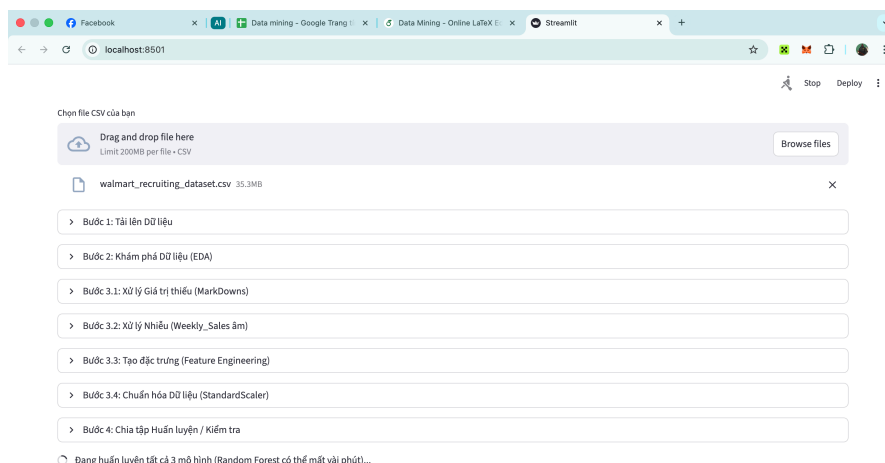 Facebook
AI
Data mining - Google Trang tí
Data Mining - Online LaTeX Ec
Streamlit
localhost:8501
Stop Deploy
Chọn file CSV của bạn
Drag and drop file here
Limit 200MB per file • CSV
Browse files
walmart_recruiting_dataset.csv 35.3MB
Bước 1: Tải lên Dữ liệu
Bước 2: Khám phá Dữ liệu (EDA)
Bước 3.1: Xử lý Giá trị thiếu (MarkDowns)
Bước 3.2: Xử lý Nhiễu (Weekly_Sales âm)
Bước 3.3: Tạo đặc trưng (Feature Engineering)
Bước 3.4: Chuẩn hóa Dữ liệu (StandardScaler)
Bước 4: Chia tập Huấn luyện / Kiểm tra
Đang huấn luyện tất cả 3 mô hình (Random Forest có thể mất vài phút)...